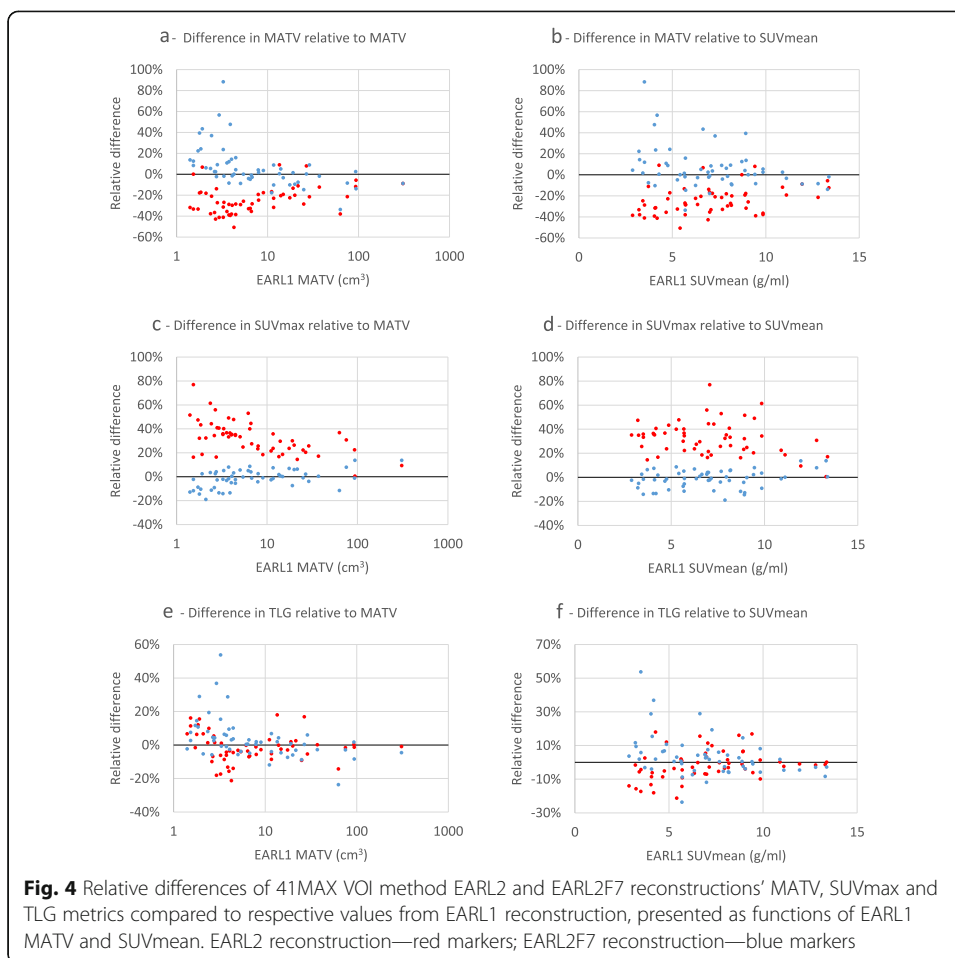 a - Difference in MATV relative to MATV
100%
80%
60%
40%
20%
0%
-20%
-40%
-60%
Relative difference
1 10 100 1000
EARL1 MATV (cm³)
b - Difference in MATV relative to SUVmean
100%
80%
60%
40%
20%
0%
-20%
-40%
-60%
Relative difference
0 5 10 15
EARL1 SUVmean (g/ml)
c - Difference in SUVmax relative to MATV
100%
80%
60%
40%
20%
0%
-20%
-40%
Relative difference
1 10 100 1000
EARL1 MATV (cm³)
d - Difference in SUVmax relative to SUVmean
100%
80%
60%
40%
20%
0%
-20%
-40%
Relative difference
0 5 10 15
EARL1 SUVmean (g/ml)
e - Difference in TLG relative to MATV
60%
40%
20%
0%
-20%
-40%
Relative difference
1 10 100 1000
EARL1 MATV (cm³)
f - Difference in TLG relative to SUVmean
70%
50%
30%
10%
-10%
-30%
Relative difference
0 5 10 15
EARL1 SUVmean (g/ml)
Fig. 4 Relative differences of 41MAX VOI method EARL2 and EARL2F7 reconstructions' MATV, SUVmax and
TLG metrics compared to respective values from EARL1 reconstruction, presented as functions of EARL1
MATV and SUVmean. EARL2 reconstruction—red markers; EARL2F7 reconstruction—blue markers